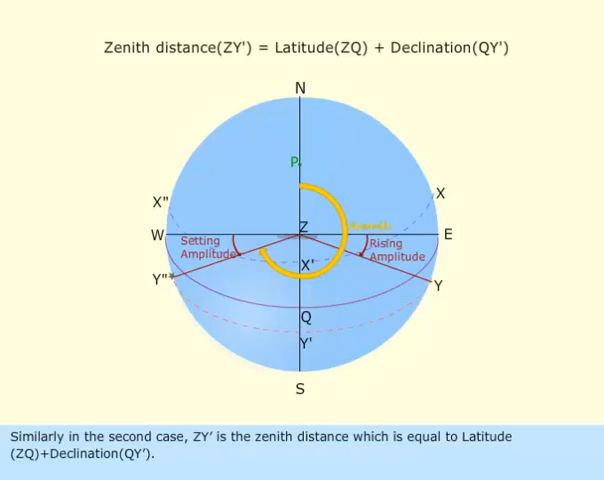 Zenith distance(ZY') = Latitude(ZQ) + Declination(QY')
N
P
X"
X
Z
W
E
Setting
Amplitude
Rising
Amplitude
X'
Y"
Y
Q
Y'
S
Similarly in the second case, ZY' is the zenith distance which is equal to Latitude
(ZQ)+Declination(QY').